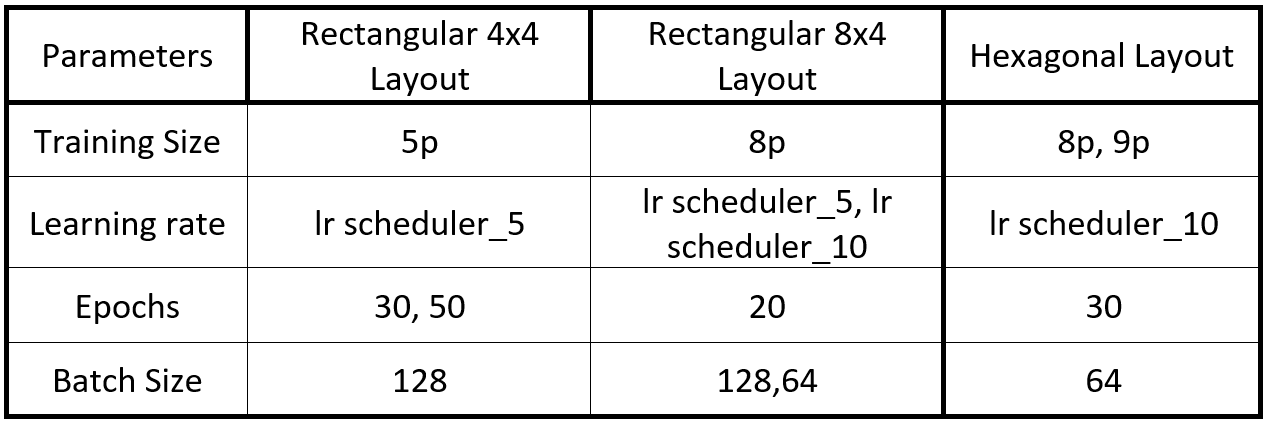 Parameters
Rectangular 4x4
Layout
Rectangular 8x4
Layout
Hexagonal Layout
Training Size
5p
8p
8p, 9p
Learning rate
lr scheduler_5
lr scheduler_5, lr
scheduler_10
lr scheduler_10
Epochs
30, 50
20
30
Batch Size
128
128,64
64